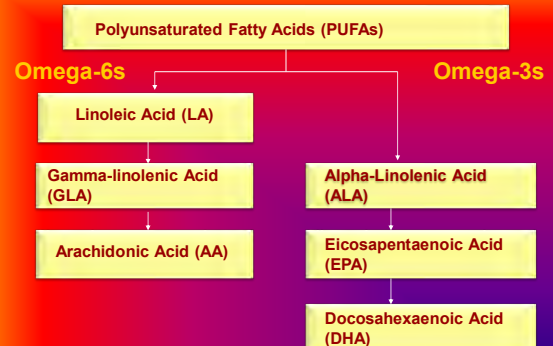 Polyunsaturated Fatty Acids (PUFAs)
Omega-6s
Omega-3s
Linoleic Acid (LA)
Gamma-linolenic Acid
(GLA)
Arachidonic Acid (AA)
Alpha-Linolenic Acid
(ALA)
Eicosapentaenoic Acid
(EPA)
Docosahexaenoic Acid
(DHA)